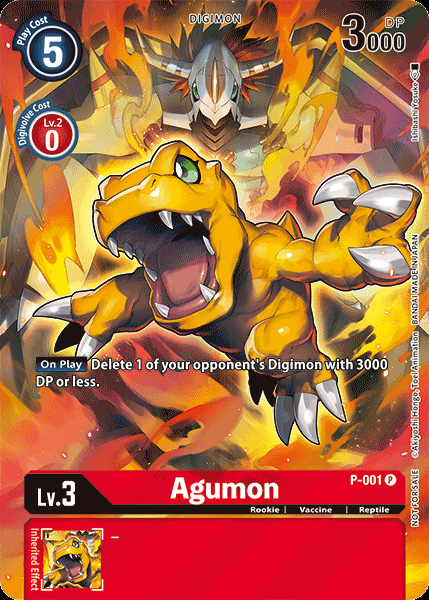 DIGIMON
Play Cost
5
DP
3000
Digivolve Cost
Lv.2
0
Ishibashi Yosuke
On Play Delete 1 of your opponent's Digimon with 3000
DP or less.
©Akiyoshi Hongo, Toei Animation BANDAI MADE IN JAPAN
NOT FOR SALE
P-001 P
Lv.3
Agumon
Rookie | Vaccine | Reptile
Inherited Effect
-